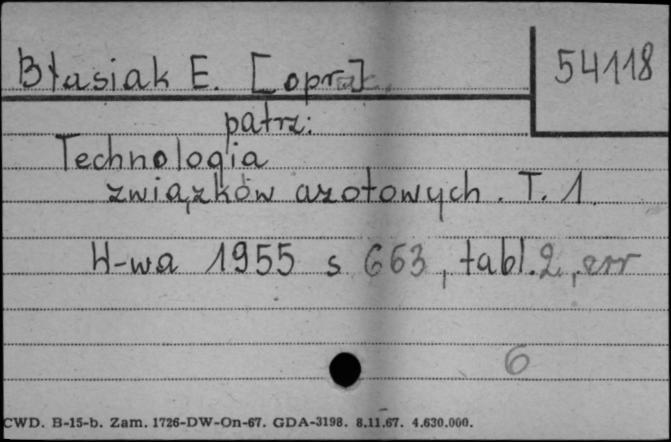 Błasiak E. [oprac]
54118
patrz:
Technologia
związków azotowych. T. 1.
W-wa 1955 s 663, tabl. 2, err
6
CWD. B-15-b. Zam. 1726-DW-On-67. GDA-3198. 8.11.67. 4.630.000.